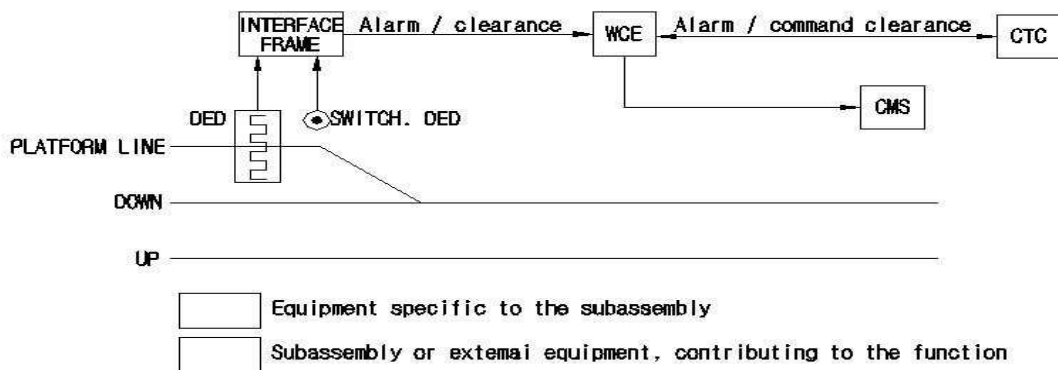 INTERFACE
FRAME
Alarm / clearance
WCE
Alarm / command clearance
CTC
CMS
DED
SWITCH. DED
PLATFORM LINE
DOWN
UP
Equipment specific to the subassembly
Subassembly or extemai equipment, contributing to the function